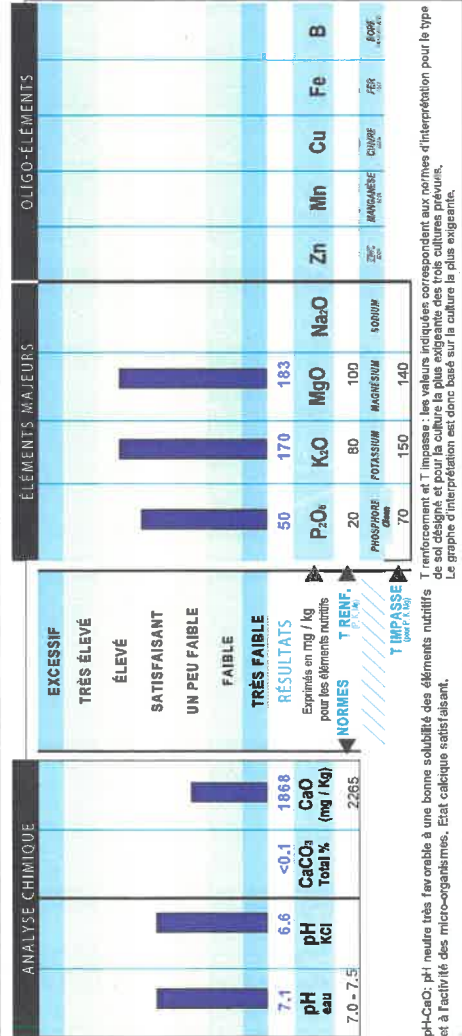 ANALYSE CHIMIQUE
ÉLÉMENTS MAJEURS
OLIGO-ÉLÉMENTS
EXCESSIF
TRÈS ÉLEVÉ
ÉLEVÉ
SATISFAISANT
UN PEU FAIBLE
FAIBLE
TRÈS FAIBLE
7.1 6.6 <0.1 1868 RÉSULTATS 50 170 183
pH eau
pH KCl
CaCO3 Total %
CaO (mg / Kg)
Exprimés en mg / kg
pour les éléments nutritifs
P2O5 K2O MgO Na2O Zn Mn Cu Fe B
7.0 - 7.5 2265 NORMES T RENF. 20 80 100
(P, K, Mg)
PHOSPHORE Olsen POTASSIUM MAGNÉSIUM SODIUM ZINC MANGANÈSE CUIVRE FER BORE
T IMPASSE 70 150 140
(pour P K Mg)
pH-CaO: pH neutre très favorable à une bonne solubilité des éléments nutritifs
et à l'activité des micro-organismes. Etat calcique satisfaisant.
T renforcement et T impasse : les valeurs indiquées correspondent aux normes d'interprétation pour le type
de sol désigné et pour la culture la plus exigeante des trois cultures prévues.
Le graphe d'interprétation est donc basé sur la culture la plus exigeante.